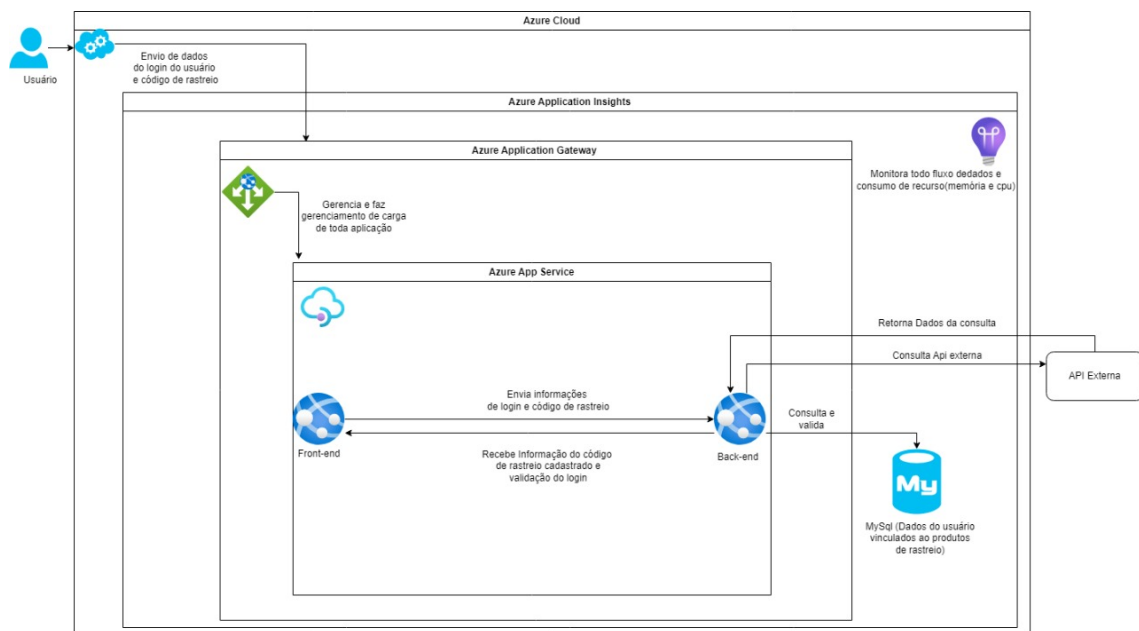 Azure Cloud
Usuário
Envio de dados
do login do usuário
e código de rastreio
Azure Application Insights
Monitora todo fluxo dedados e
consumo de recurso(memória e cpu)
Azure Application Gateway
Gerencia e faz
gerenciamento de carga
de toda aplicação
Azure App Service
Retorna Dados da consulta
Consulta Api externa
API Externa
Envia informações
de login e código de rastreio
Front-end
Recebe Informação do código
de rastreio cadastrado e
validação do login
Back-end
Consulta e
valida
My
MySql (Dados do usuário
vinculados ao produtos
de rastreio)